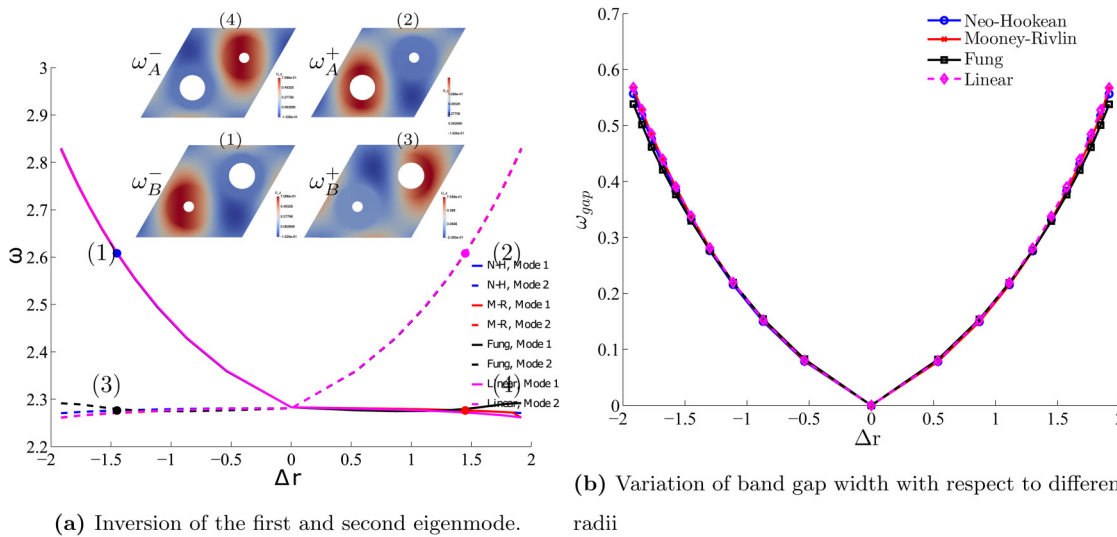 (4)
(2)
ω_A^-
ω_A^+
(1)
(3)
ω_B^-
ω_B^+
3
2.9
2.8
2.7
2.6
2.5
2.4
2.3
2.2
ω
(1)
(2)
(3)
(4)
N-H, Mode 1
N-H, Mode 2
M-R, Mode 1
M-R, Mode 2
Fung, Mode 1
Fung, Mode 2
Linear, Mode 1
Linear, Mode 2
-2 -1.5 -1 -0.5 0 0.5 1 1.5 2
Δr
(a) Inversion of the first and second eigenmode.
0.7
0.6
0.5
0.4
0.3
0.2
0.1
0
ω_gap
Neo-Hookean
Mooney-Rivlin
Fung
Linear
-2 -1.5 -1 -0.5 0 0.5 1 1.5 2
Δr
(b) Variation of band gap width with respect to differen
radii